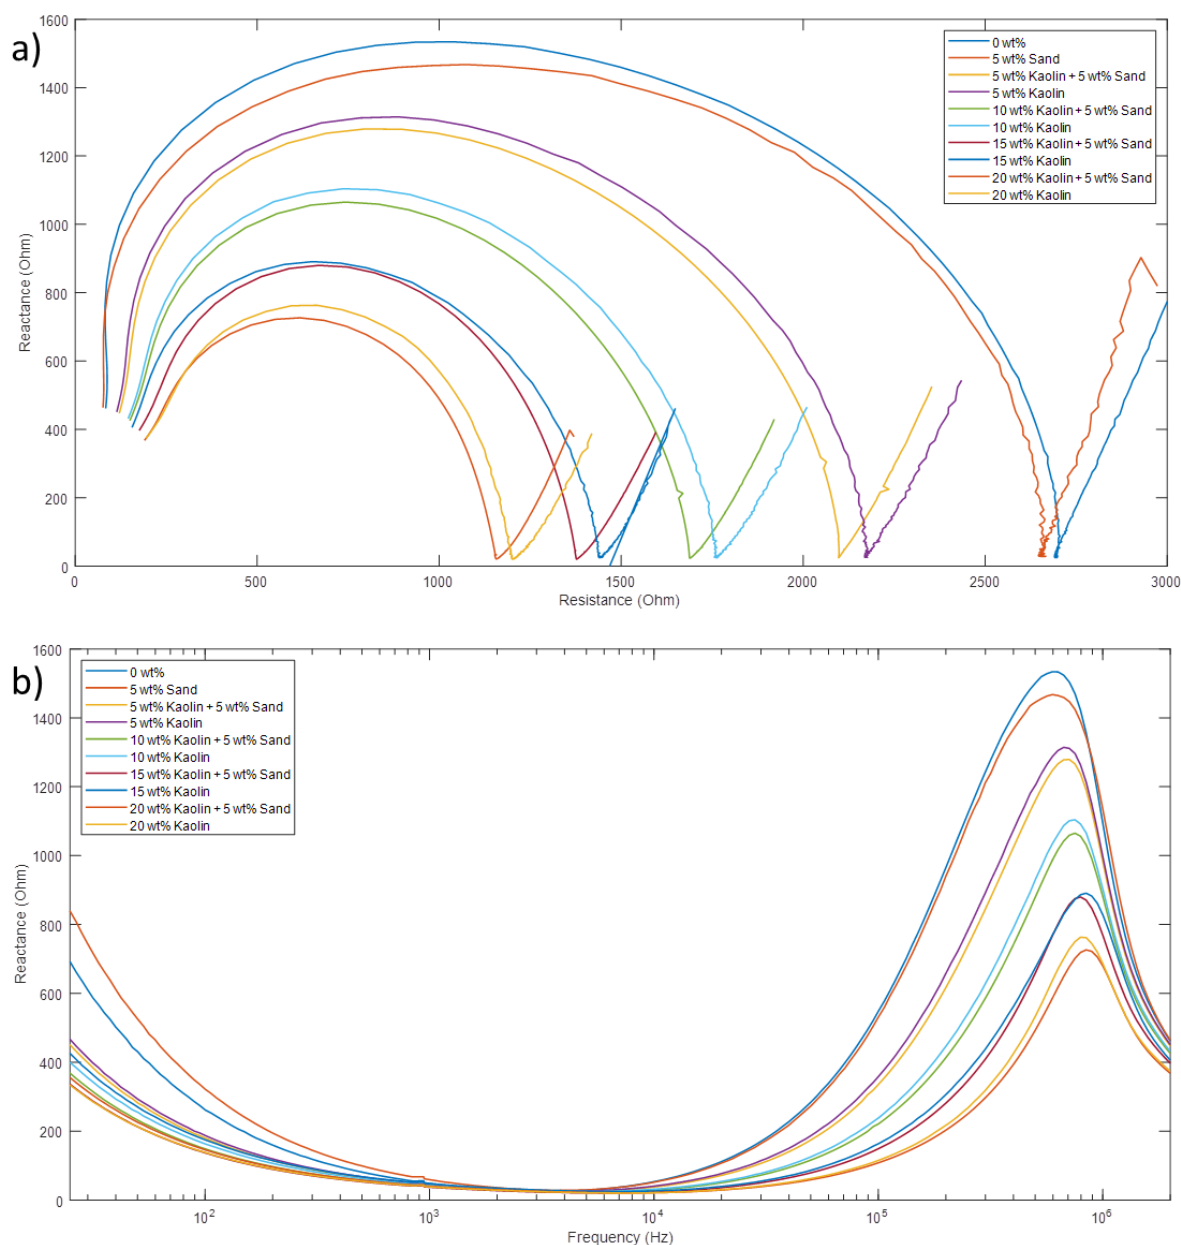 a)
1600
1400
1200
1000
800
600
400
200
0
Reactance (Ohm)
0 500 1000 1500 2000 2500 3000
Resistance (Ohm)
0 wt%
5 wt% Sand
5 wt% Kaolin + 5 wt% Sand
5 wt% Kaolin
10 wt% Kaolin + 5 wt% Sand
10 wt% Kaolin
15 wt% Kaolin + 5 wt% Sand
15 wt% Kaolin
20 wt% Kaolin + 5 wt% Sand
20 wt% Kaolin
b)
1600
1400
1200
1000
800
600
400
200
0
Reactance (Ohm)
10² 10³ 10⁴ 10⁵ 10⁶
Frequency (Hz)
0 wt%
5 wt% Sand
5 wt% Kaolin + 5 wt% Sand
5 wt% Kaolin
10 wt% Kaolin + 5 wt% Sand
10 wt% Kaolin
15 wt% Kaolin + 5 wt% Sand
15 wt% Kaolin
20 wt% Kaolin + 5 wt% Sand
20 wt% Kaolin